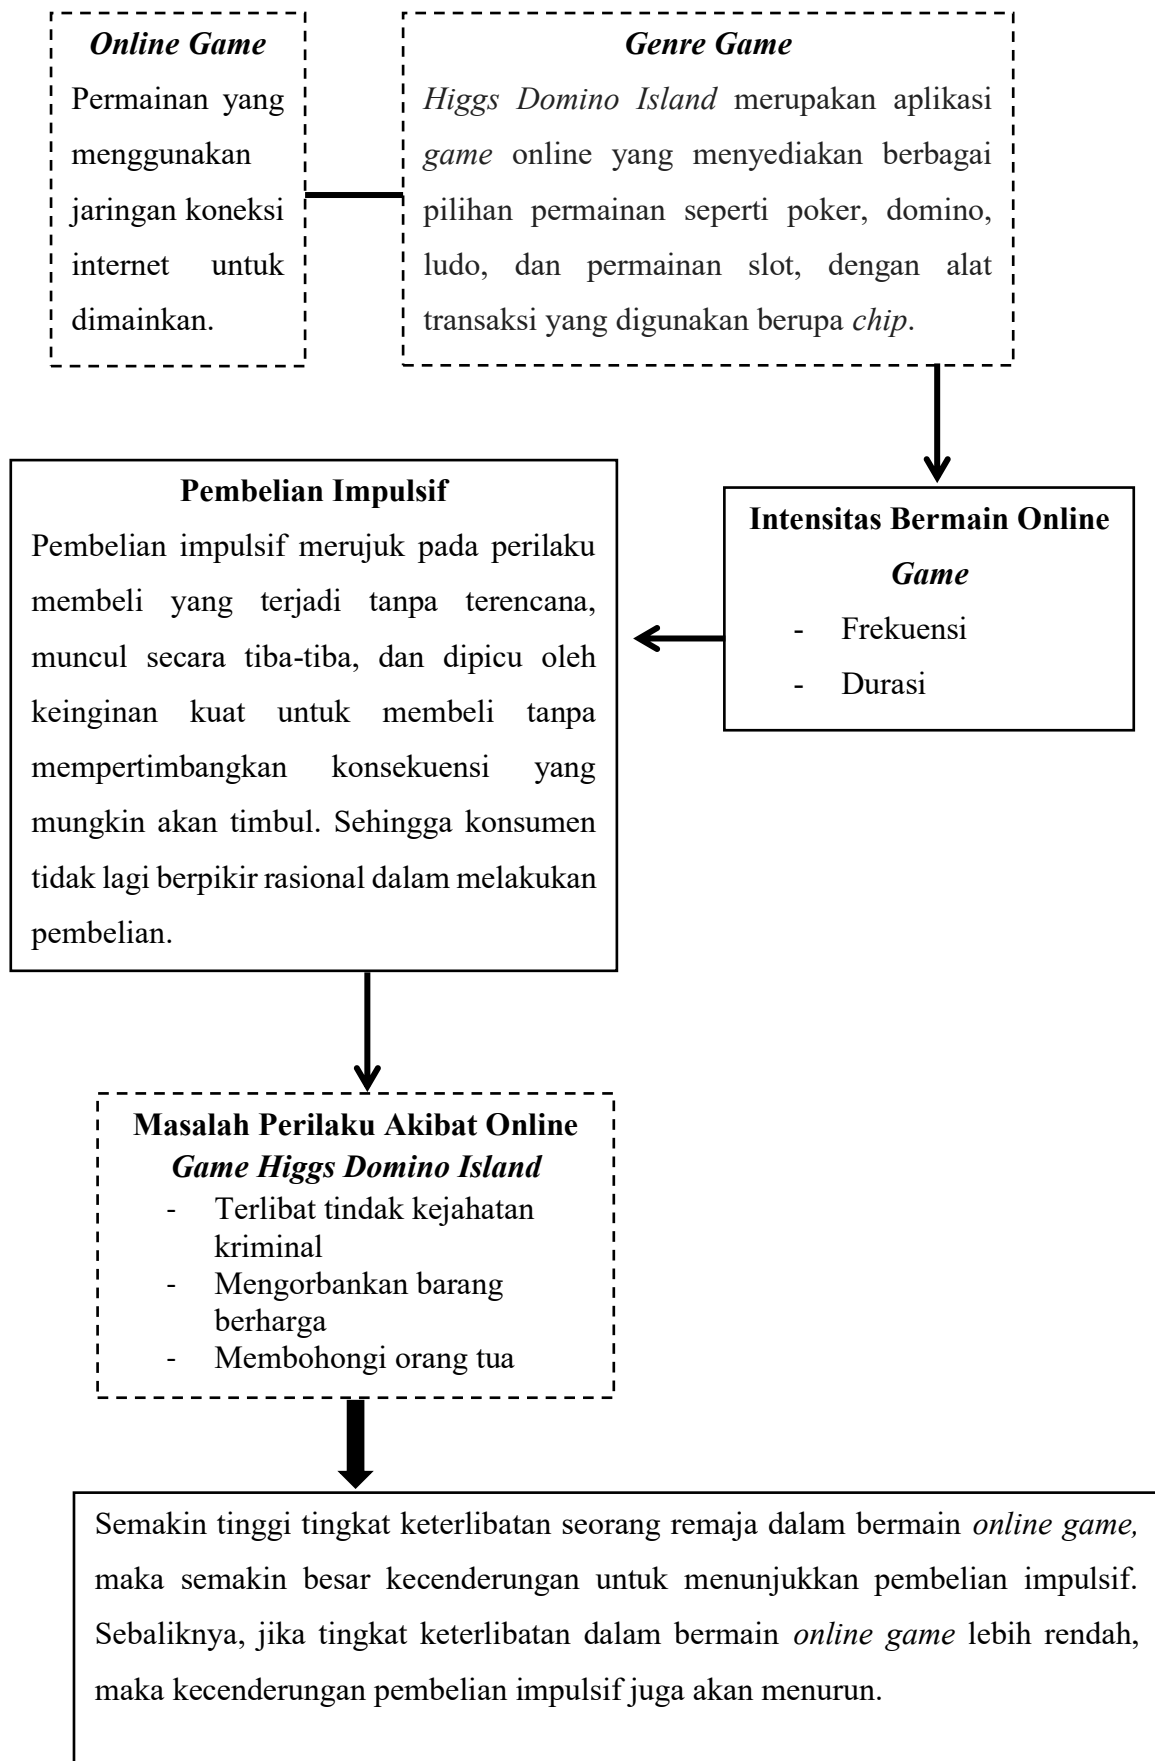 Online Game
Permainan yang
menggunakan
jaringan koneksi
internet untuk
dimainkan.
Genre Game
Higgs Domino Island merupakan aplikasi
game online yang menyediakan berbagai
pilihan permainan seperti poker, domino,
ludo, dan permainan slot, dengan alat
transaksi yang digunakan berupa chip.
Intensitas Bermain Online
Game
- Frekuensi
- Durasi
Pembelian Impulsif
Pembelian impulsif merujuk pada perilaku
membeli yang terjadi tanpa terencana,
muncul secara tiba-tiba, dan dipicu oleh
keinginan kuat untuk membeli tanpa
mempertimbangkan konsekuensi yang
mungkin akan timbul. Sehingga konsumen
tidak lagi berpikir rasional dalam melakukan
pembelian.
Masalah Perilaku Akibat Online
Game Higgs Domino Island
- Terlibat tindak kejahatan
kriminal
- Mengorbankan barang
berharga
- Membohongi orang tua
Semakin tinggi tingkat keterlibatan seorang remaja dalam bermain online game,
maka semakin besar kecenderungan untuk menunjukkan pembelian impulsif.
Sebaliknya, jika tingkat keterlibatan dalam bermain online game lebih rendah,
maka kecenderungan pembelian impulsif juga akan menurun.